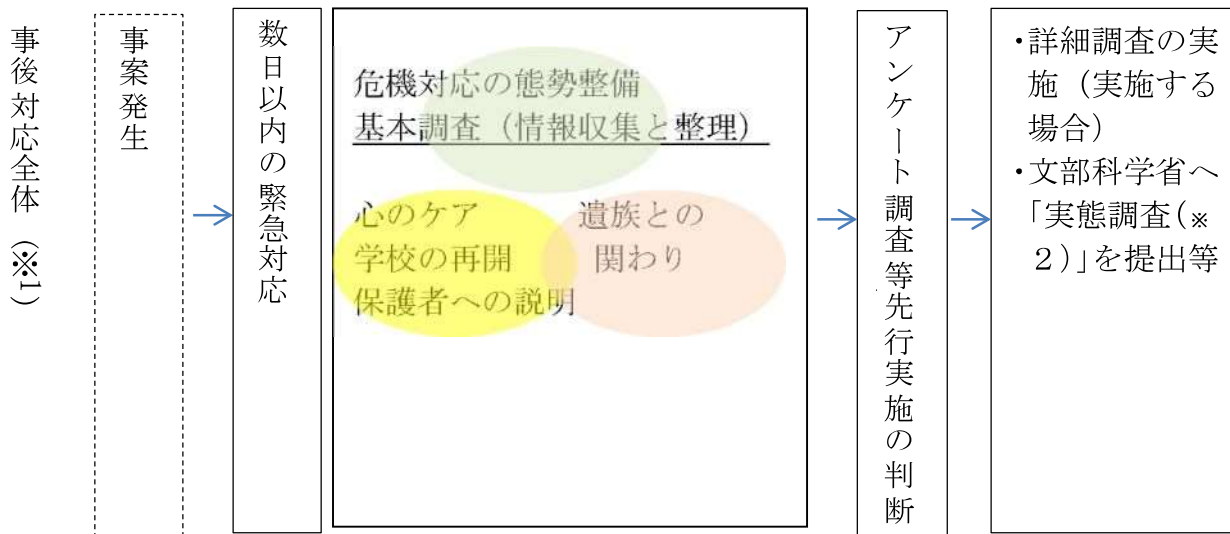 事後対応全体（※1）
事案発生
数日以内の緊急対応
危機対応の態勢整備
基本調査（情報収集と整理）
心のケア
学校の再開
保護者への説明
遺族との
関わり
アンケート調査等先行実施の判断
・詳細調査の実
施（実施する
場合）
・文部科学省へ
「実態調査(※
２)」を提出等